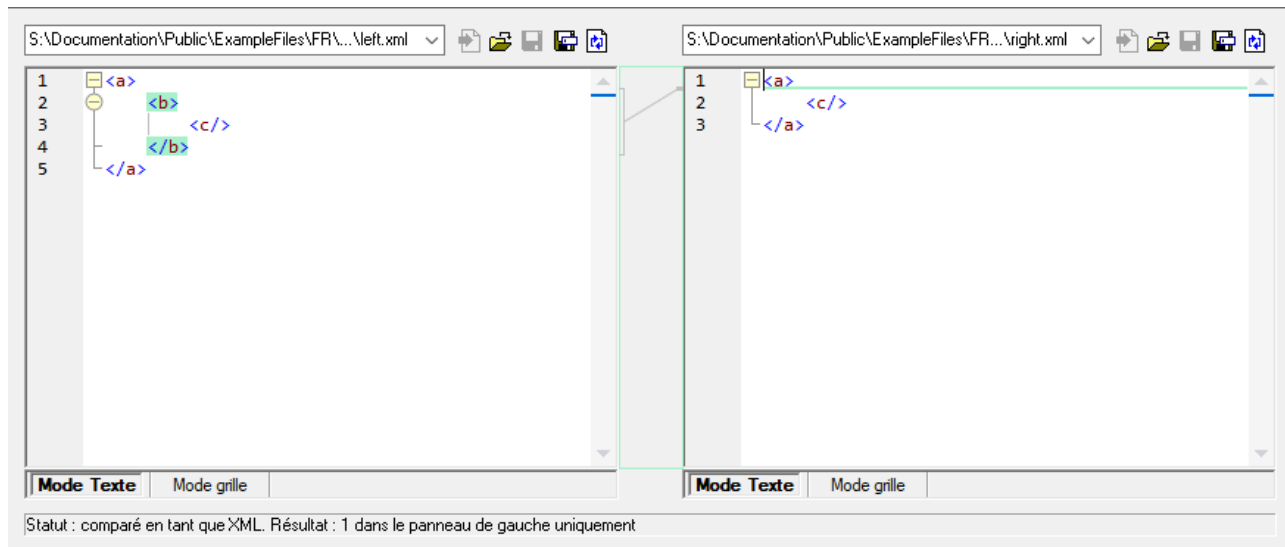 S:\Documentation\Public\ExampleFiles\FR\...\left.xml
S:\Documentation\Public\ExampleFiles\FR...\right.xml
1 <a>
2 <b>
3 <c/>
4 </b>
5 </a>
1 <a>
2 <c/>
3 </a>
Mode Texte Mode grille
Mode Texte Mode grille
Statut : comparé en tant que XML. Résultat : 1 dans le panneau de gauche uniquement